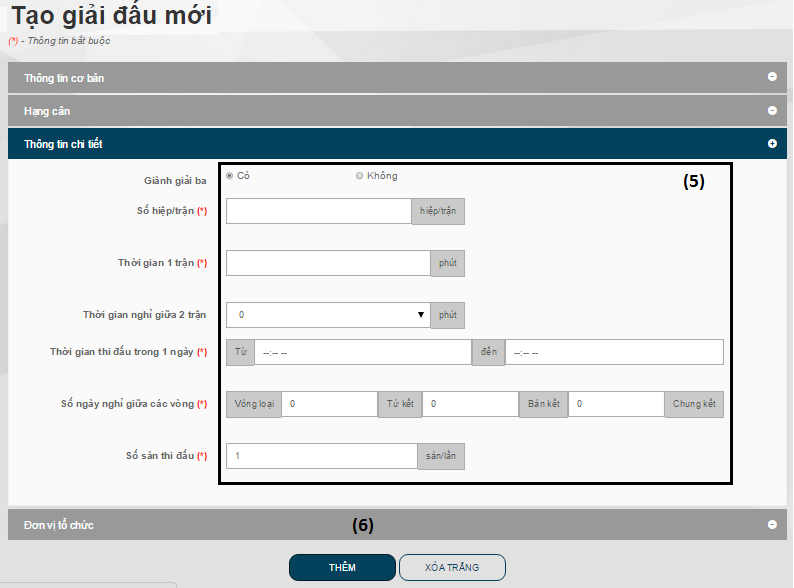 Tạo giải đấu mới
(*) - Thông tin bắt buộc
Thông tin cơ bản
Hạng cân
Thông tin chi tiết
Giành giải ba Có Không (5)
Số hiệp/trận (*) hiệp/trận
Thời gian 1 trận (*) phút
Thời gian nghỉ giữa 2 trận 0 phút
Thời gian thi đấu trong 1 ngày (*) Từ --:-- -- đến --:-- --
Số ngày nghỉ giữa các vòng (*) Vòng loại 0 Tứ kết 0 Bán kết 0 Chung kết
Số sân thi đấu (*) 1 sân/lần
Đơn vị tổ chức (6)
THÊM XÓA TRẮNG